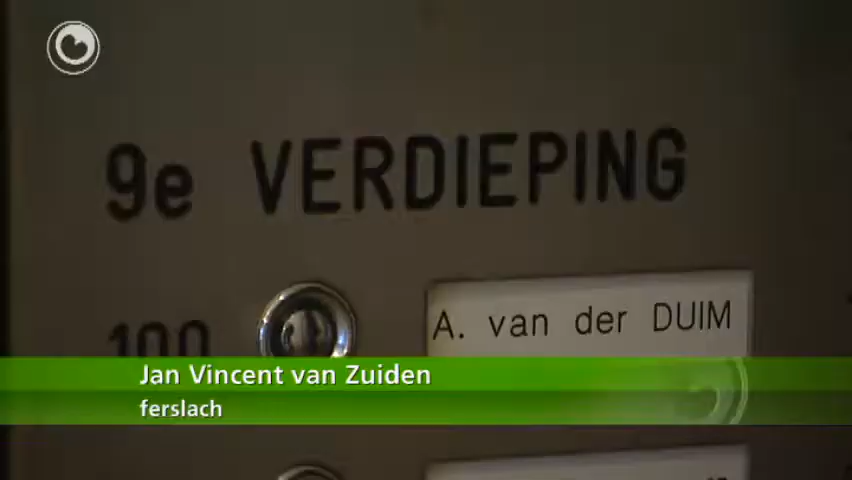 9e VERDIEPING
100
A. van der DUIM
Jan Vincent van Zuiden
ferslach